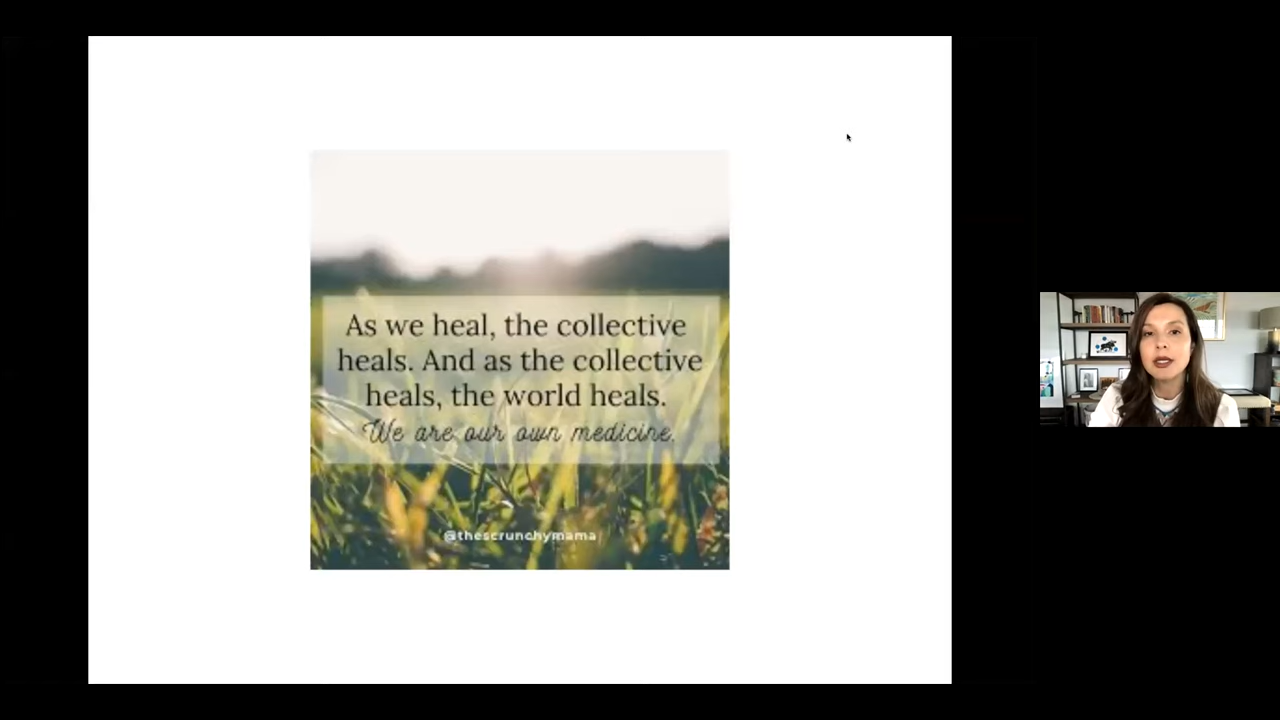 As we heal, the collective
heals. And as the collective
heals, the world heals.
We are our own medicine.
@thescrunchymama